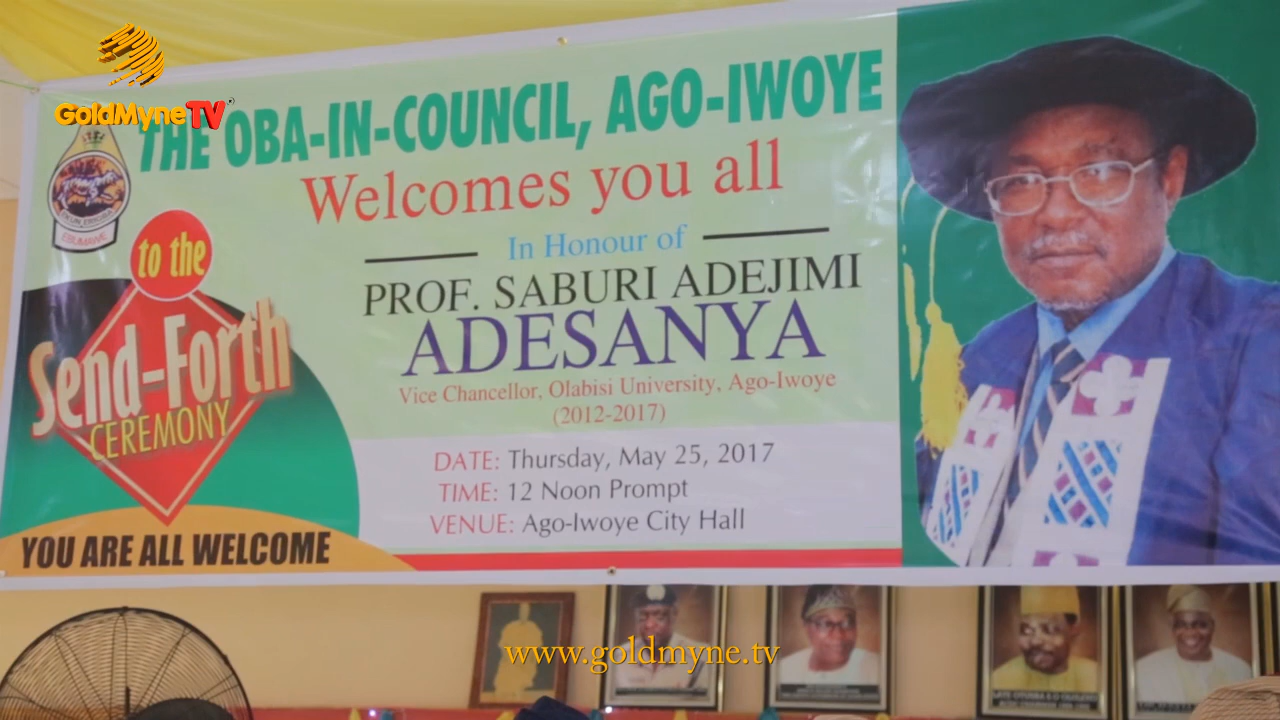 GoldMyneTV
THE OBA-IN-COUNCIL, AGO-IWOYE
Welcomes you all
EBUMAWE
to the
Send-Forth
CEREMONY
In Honour of
PROF. SABURI ADEJIMI
ADESANYA
Vice Chancellor, Olabisi University, Ago-Iwoye
(2012-2017)
DATE: Thursday, May 25, 2017
TIME: 12 Noon Prompt
VENUE: Ago-Iwoye City Hall
YOU ARE ALL WELCOME
www.goldmyne.tv